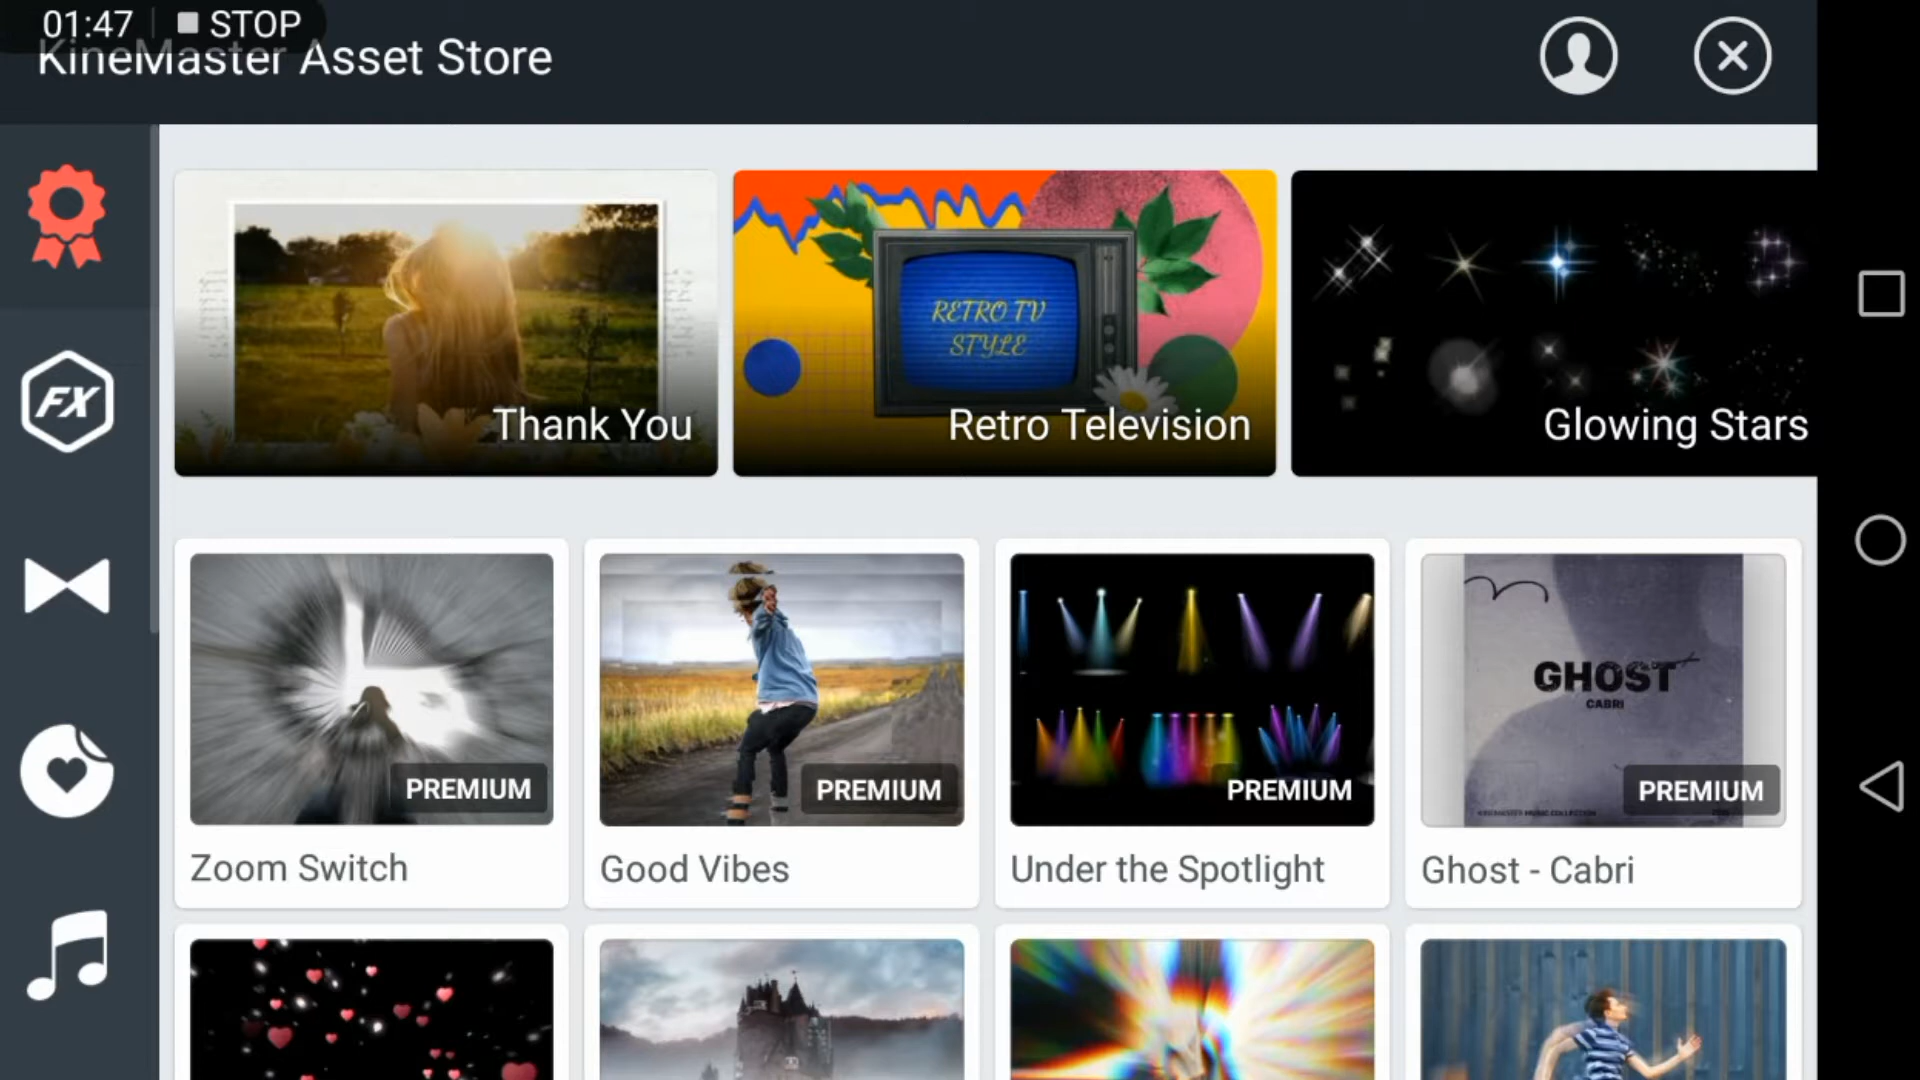 01:47 STOP
KineMaster Asset Store
FX
Thank You
RETRO TV
STYLE
Retro Television
Glowing Stars
PREMIUM
PREMIUM
PREMIUM
GHOST
CABRI
PREMIUM
Zoom Switch
Good Vibes
Under the Spotlight
Ghost - Cabri